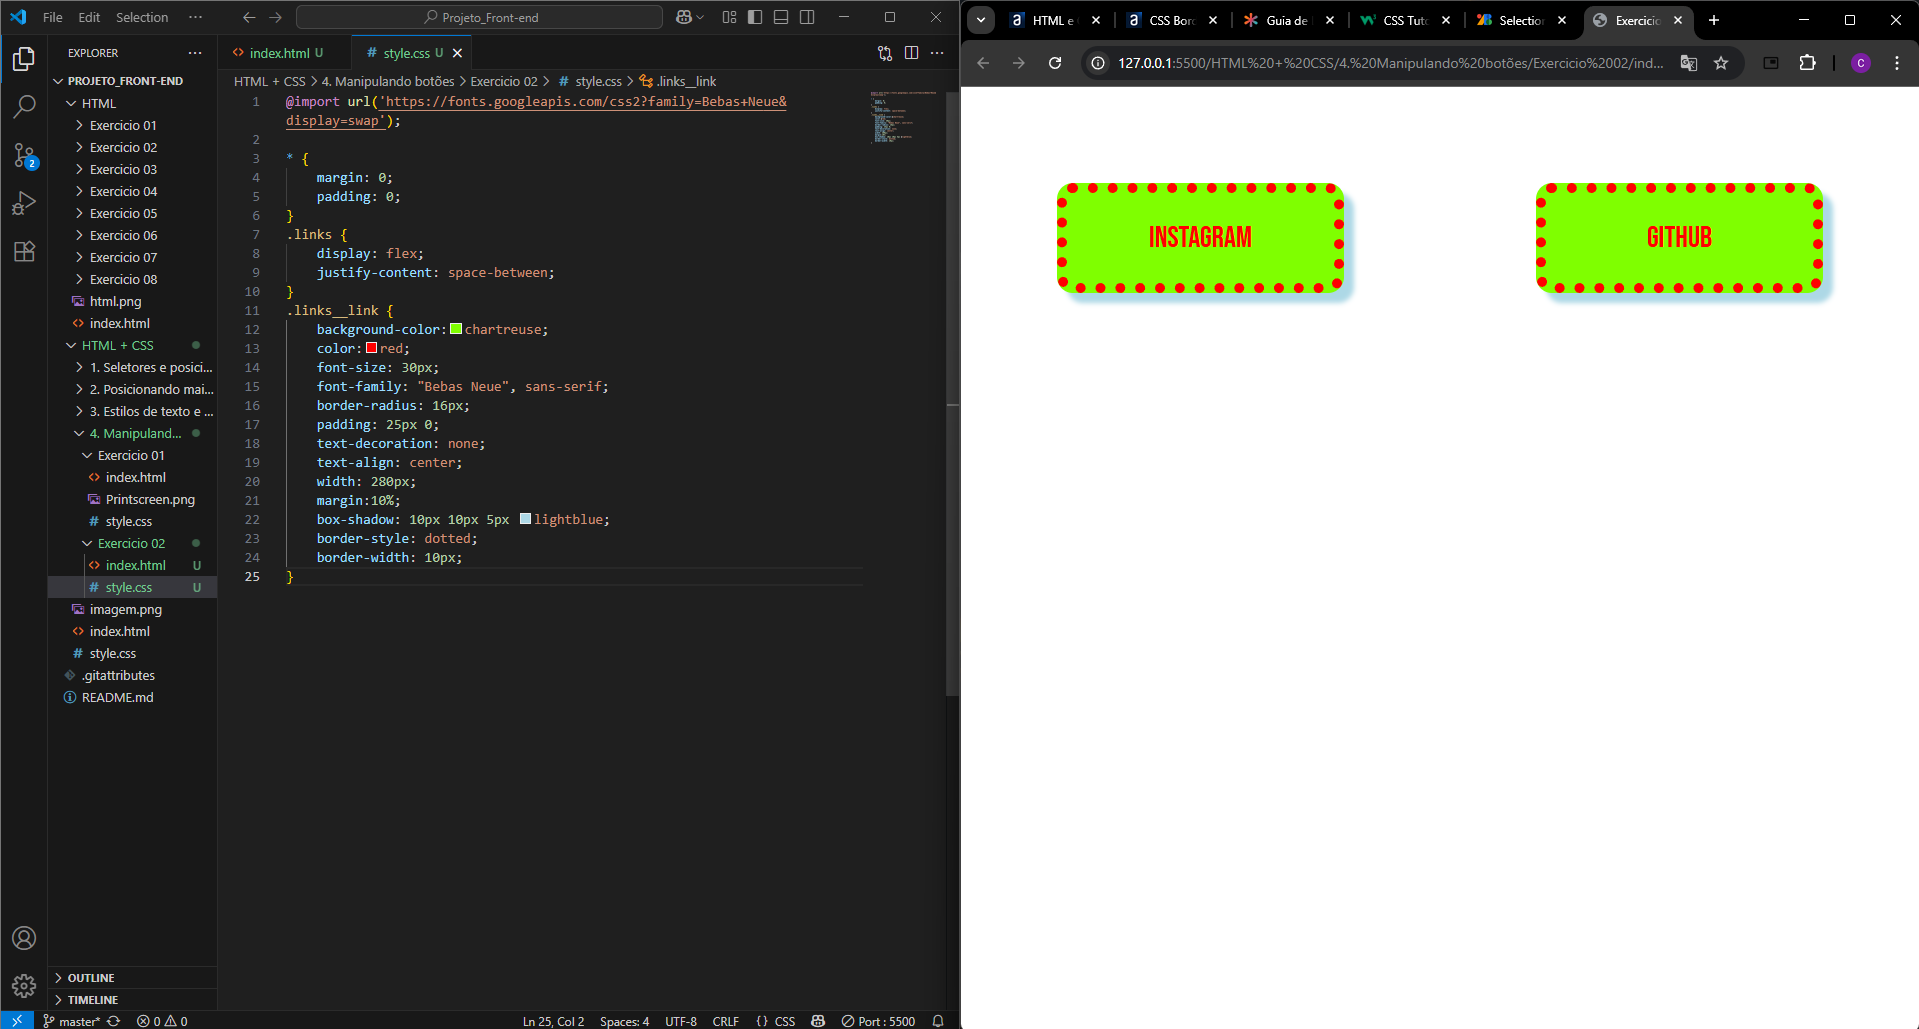 File Edit Selection ··· Projeto_Front-end
EXPLORER
PROJETO_FRONT-END
HTML
Exercicio 01
Exercicio 02
Exercicio 03
Exercicio 04
Exercicio 05
Exercicio 06
Exercicio 07
Exercicio 08
html.png
index.html
HTML + CSS
1. Seletores e posici...
2. Posicionando mai...
3. Estilos de texto e ...
4. Manipuland...
Exercicio 01
index.html
Printscreen.png
style.css
Exercicio 02
index.html U
style.css U
imagem.png
index.html
style.css
.gitattributes
README.md
OUTLINE
TIMELINE
2
index.html U style.css U
HTML + CSS > 4. Manipulando botões > Exercicio 02 > # style.css > .links__link
1 @import url('https://fonts.googleapis.com/css2?family=Bebas+Neue&
display=swap');
2
3 * {
4 margin: 0;
5 padding: 0;
6 }
7 .links {
8 display: flex;
9 justify-content: space-between;
10 }
11 .links__link {
12 background-color: chartreuse;
13 color: red;
14 font-size: 30px;
15 font-family: "Bebas Neue", sans-serif;
16 border-radius: 16px;
17 padding: 25px 0;
18 text-decoration: none;
19 text-align: center;
20 width: 280px;
21 margin:10%;
22 box-shadow: 10px 10px 5px lightblue;
23 border-style: dotted;
24 border-width: 10px;
25 }
master* 0 0 Ln 25, Col 2 Spaces: 4 UTF-8 CRLF {} CSS Port : 5500
HTML e CSS Bor Guia de CSS Tuto Selection Exercicio
127.0.0.1:5500/HTML%20+%20CSS/4.%20Manipulando%20botões/Exercicio%2002/ind... C
INSTAGRAM GITHUB